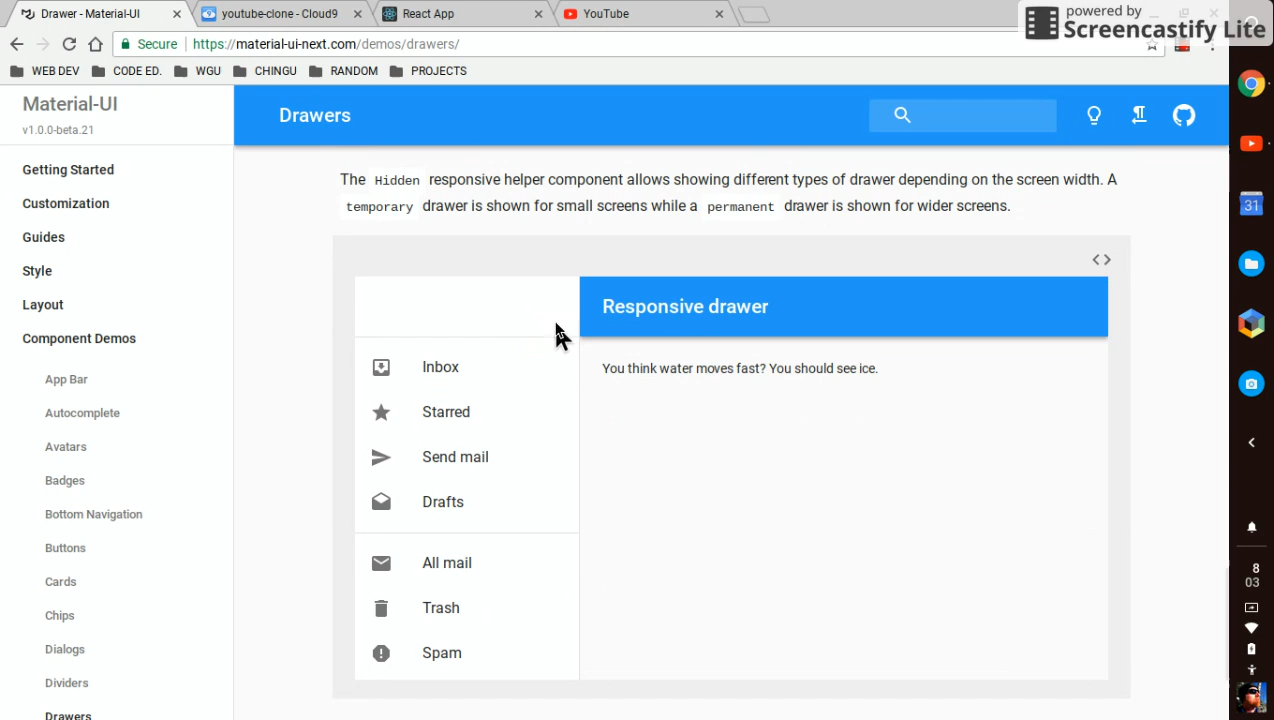 Drawer - Material-UI
youtube-clone - Cloud9
React App
YouTube
powered by
Screencastify Lite
Secure
https://material-ui-next.com/demos/drawers/
WEB DEV
CODE ED.
WGU
CHINGU
RANDOM
PROJECTS
Material-UI
v1.0.0-beta.21
Drawers
Getting Started
Customization
Guides
Style
Layout
Component Demos
App Bar
Autocomplete
Avatars
Badges
Bottom Navigation
Buttons
Cards
Chips
Dialogs
Dividers
Drawers
The Hidden responsive helper component allows showing different types of drawer depending on the screen width. A
temporary drawer is shown for small screens while a permanent drawer is shown for wider screens.
Responsive drawer
Inbox
Starred
Send mail
Drafts
All mail
Trash
Spam
You think water moves fast? You should see ice.
31
8
03